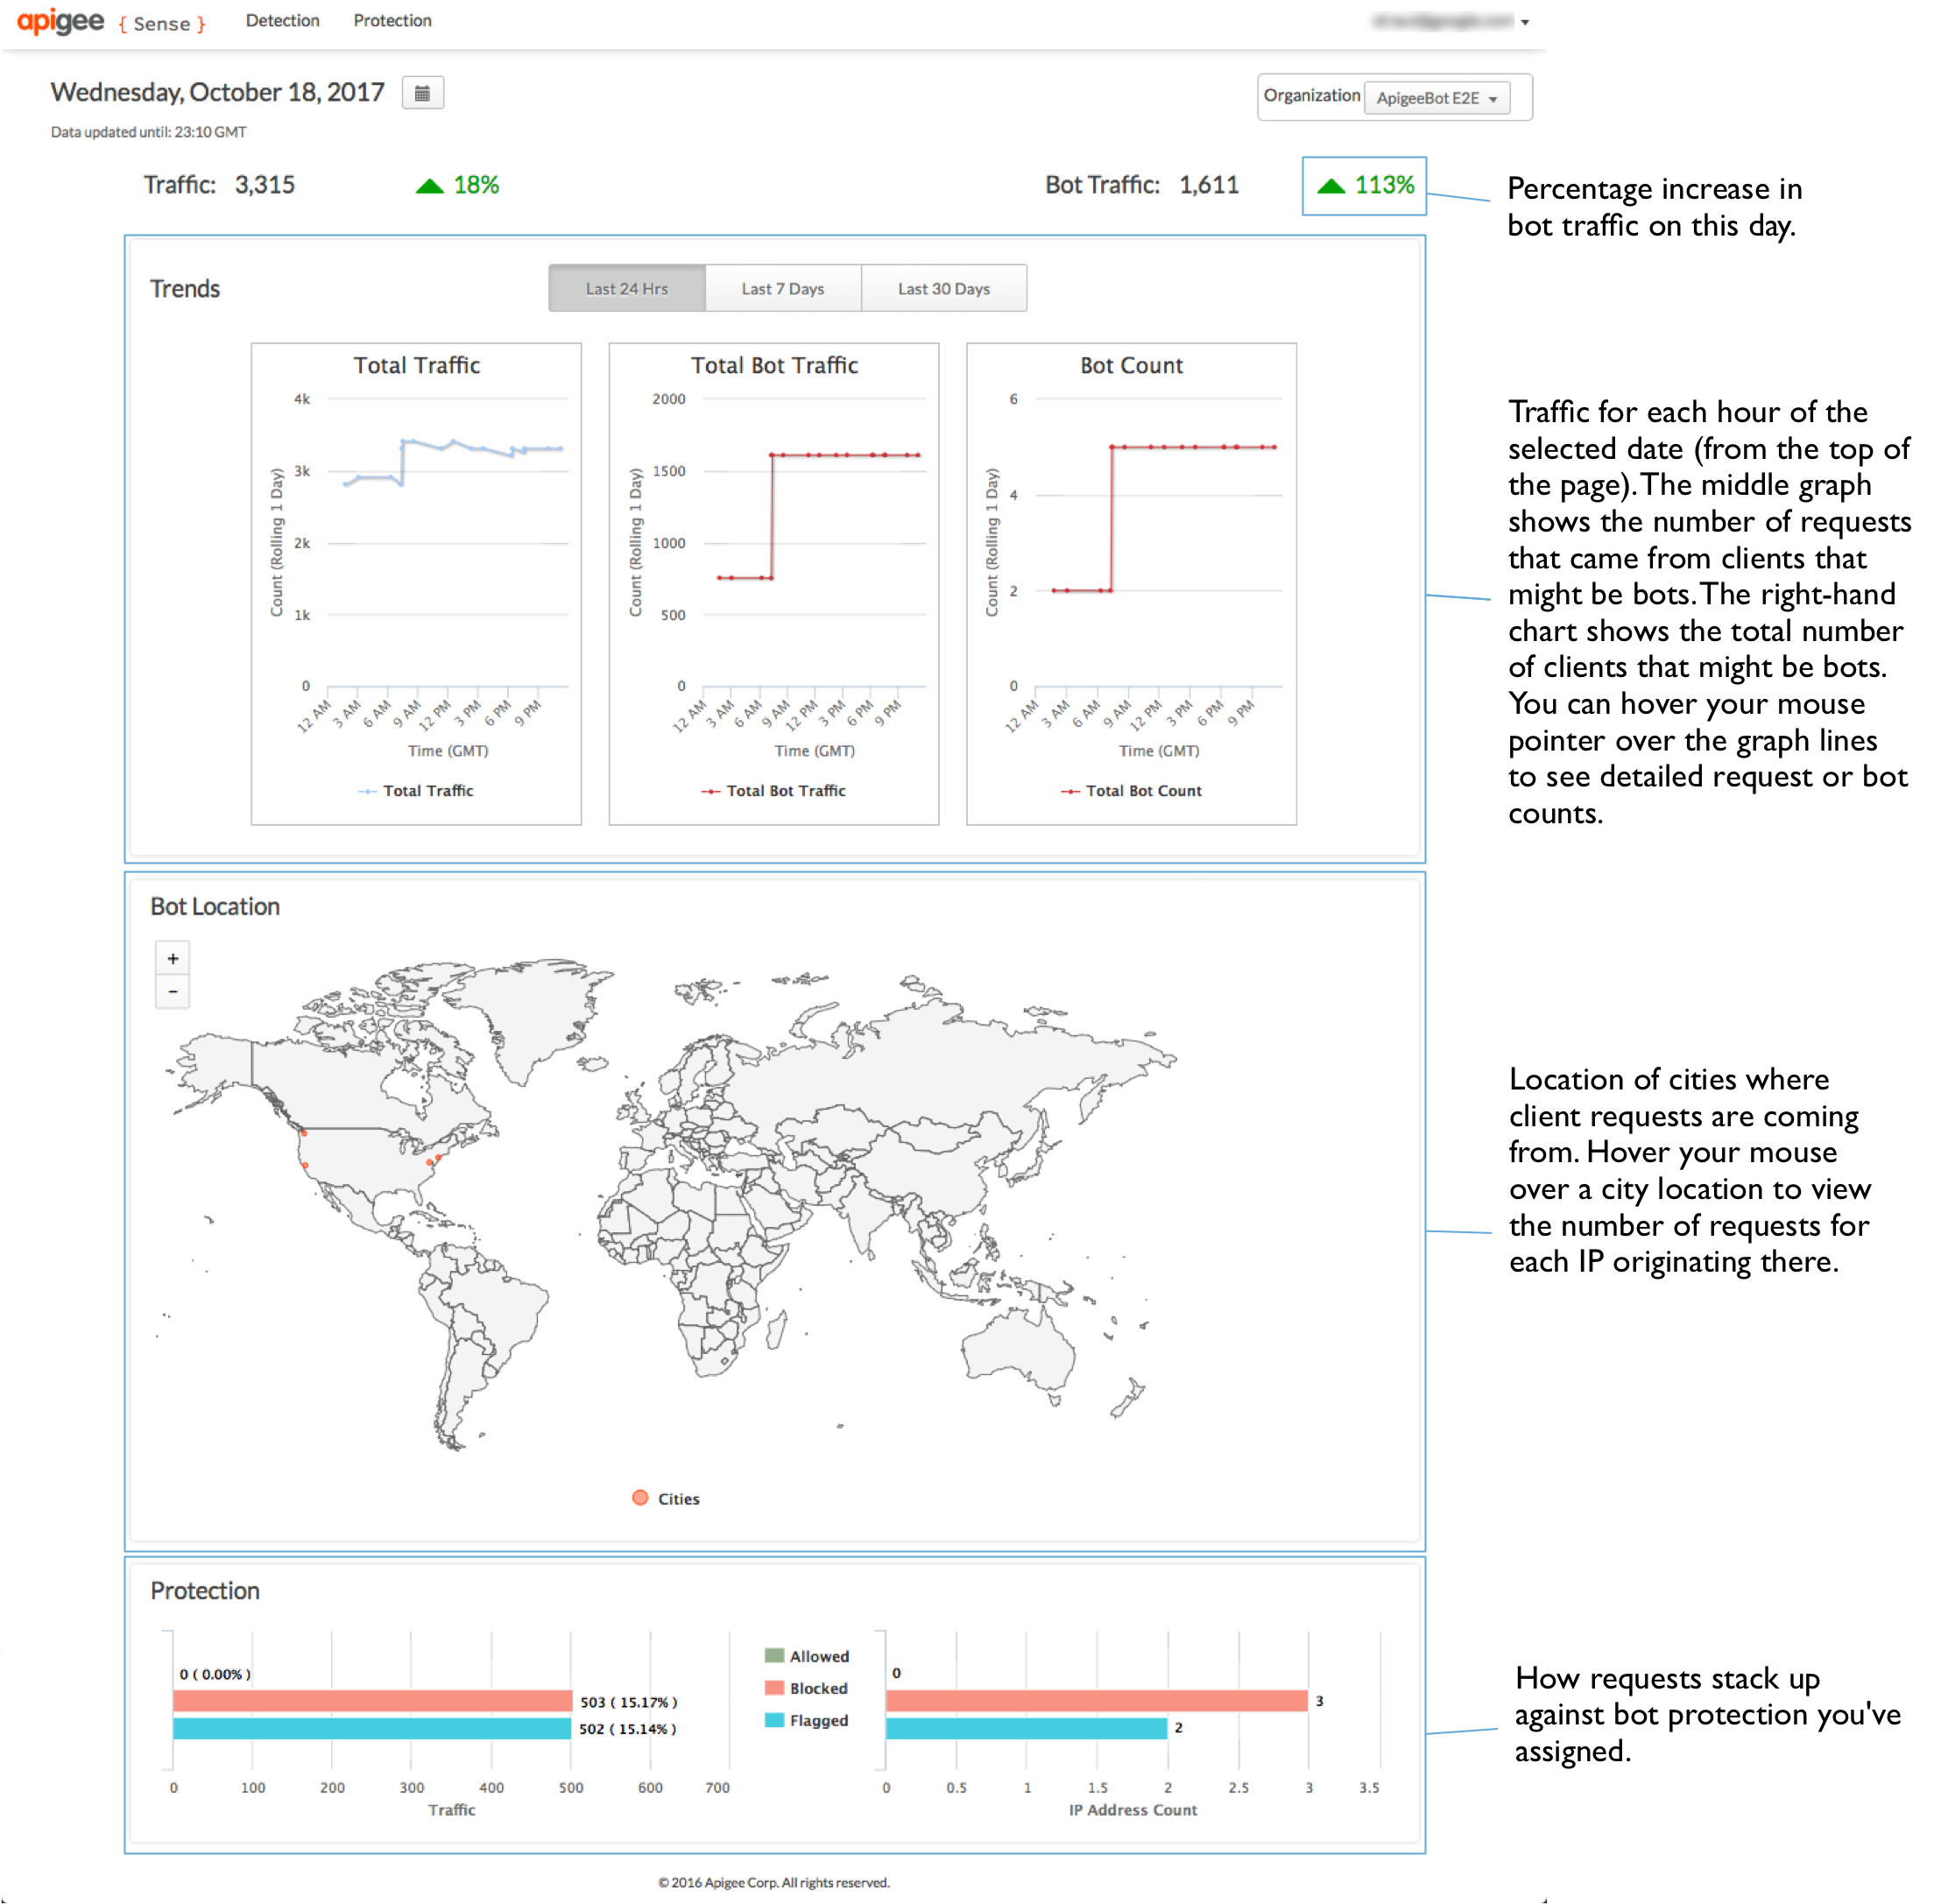 apigee { Sense } Detection Protection
Wednesday, October 18, 2017
Organization ApigeeBot E2E
Data updated until: 23:10 GMT
Traffic: 3,315 18%
Bot Traffic: 1,611 113%
Percentage increase in
bot traffic on this day.
Trends
Last 24 Hrs Last 7 Days Last 30 Days
Total Traffic
4k
3k
2k
1k
0
Count (Rolling 1 Day)
12 AM 3 AM 6 AM 9 AM 12 PM 3 PM 6 PM 9 PM
Time (GMT)
Total Traffic
Total Bot Traffic
2000
1500
1000
500
0
Count (Rolling 1 Day)
12 AM 3 AM 6 AM 9 AM 12 PM 3 PM 6 PM 9 PM
Time (GMT)
Total Bot Traffic
Bot Count
6
4
2
0
Count (Rolling 1 Day)
12 AM 3 AM 6 AM 9 AM 12 PM 3 PM 6 PM 9 PM
Time (GMT)
Total Bot Count
Traffic for each hour of the
selected date (from the top of
the page). The middle graph
shows the number of requests
that came from clients that
might be bots. The right-hand
chart shows the total number
of clients that might be bots.
You can hover your mouse
pointer over the graph lines
to see detailed request or bot
counts.
Bot Location
+
-
Cities
Location of cities where
client requests are coming
from. Hover your mouse
over a city location to view
the number of requests for
each IP originating there.
Protection
0 ( 0.00% )
503 ( 15.17% )
502 ( 15.14% )
0 100 200 300 400 500 600 700
Traffic
Allowed
Blocked
Flagged
0
3
2
0 0.5 1 1.5 2 2.5 3 3.5
IP Address Count
How requests stack up
against bot protection you've
assigned.
© 2016 Apigee Corp. All rights reserved.